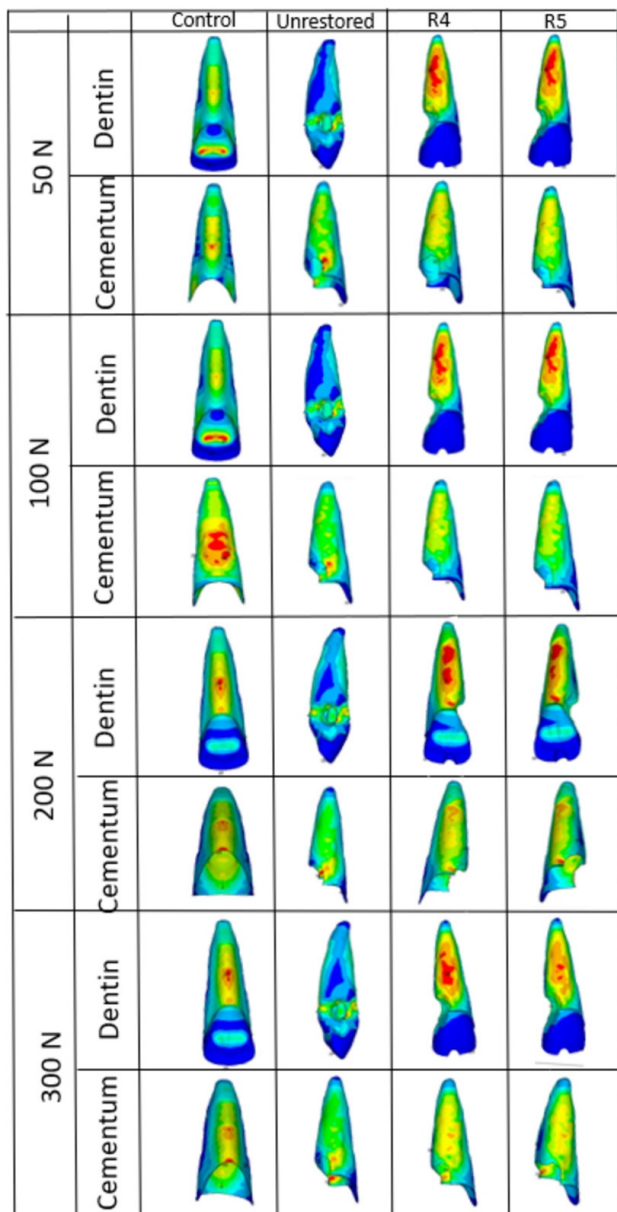 Control Unrestored R4 R5
50 N
Dentin
Cementum
100 N
Dentin
Cementum
200 N
Dentin
Cementum
300 N
Dentin
Cementum